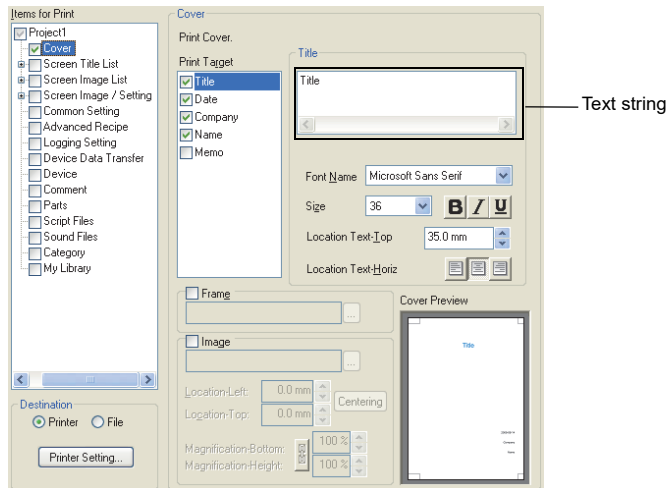 Items for Print
Project1
Cover
Screen Title List
Screen Image List
Screen Image / Setting
Common Setting
Advanced Recipe
Logging Setting
Device Data Transfer
Device
Comment
Parts
Script Files
Sound Files
Category
My Library
Destination
Printer
File
Printer Setting...
Cover
Print Cover.
Print Target
Title
Date
Company
Name
Memo
Title
Title
Text string
Font Name
Microsoft Sans Serif
Size
36
B I U
Location Text-Top
35.0 mm
Location Text-Horiz
Frame
...
Image
...
Location-Left:
0.0 mm
Location-Top:
0.0 mm
Centering
Magnification-Bottom:
100 %
Magnification-Height:
100 %
Cover Preview
Title